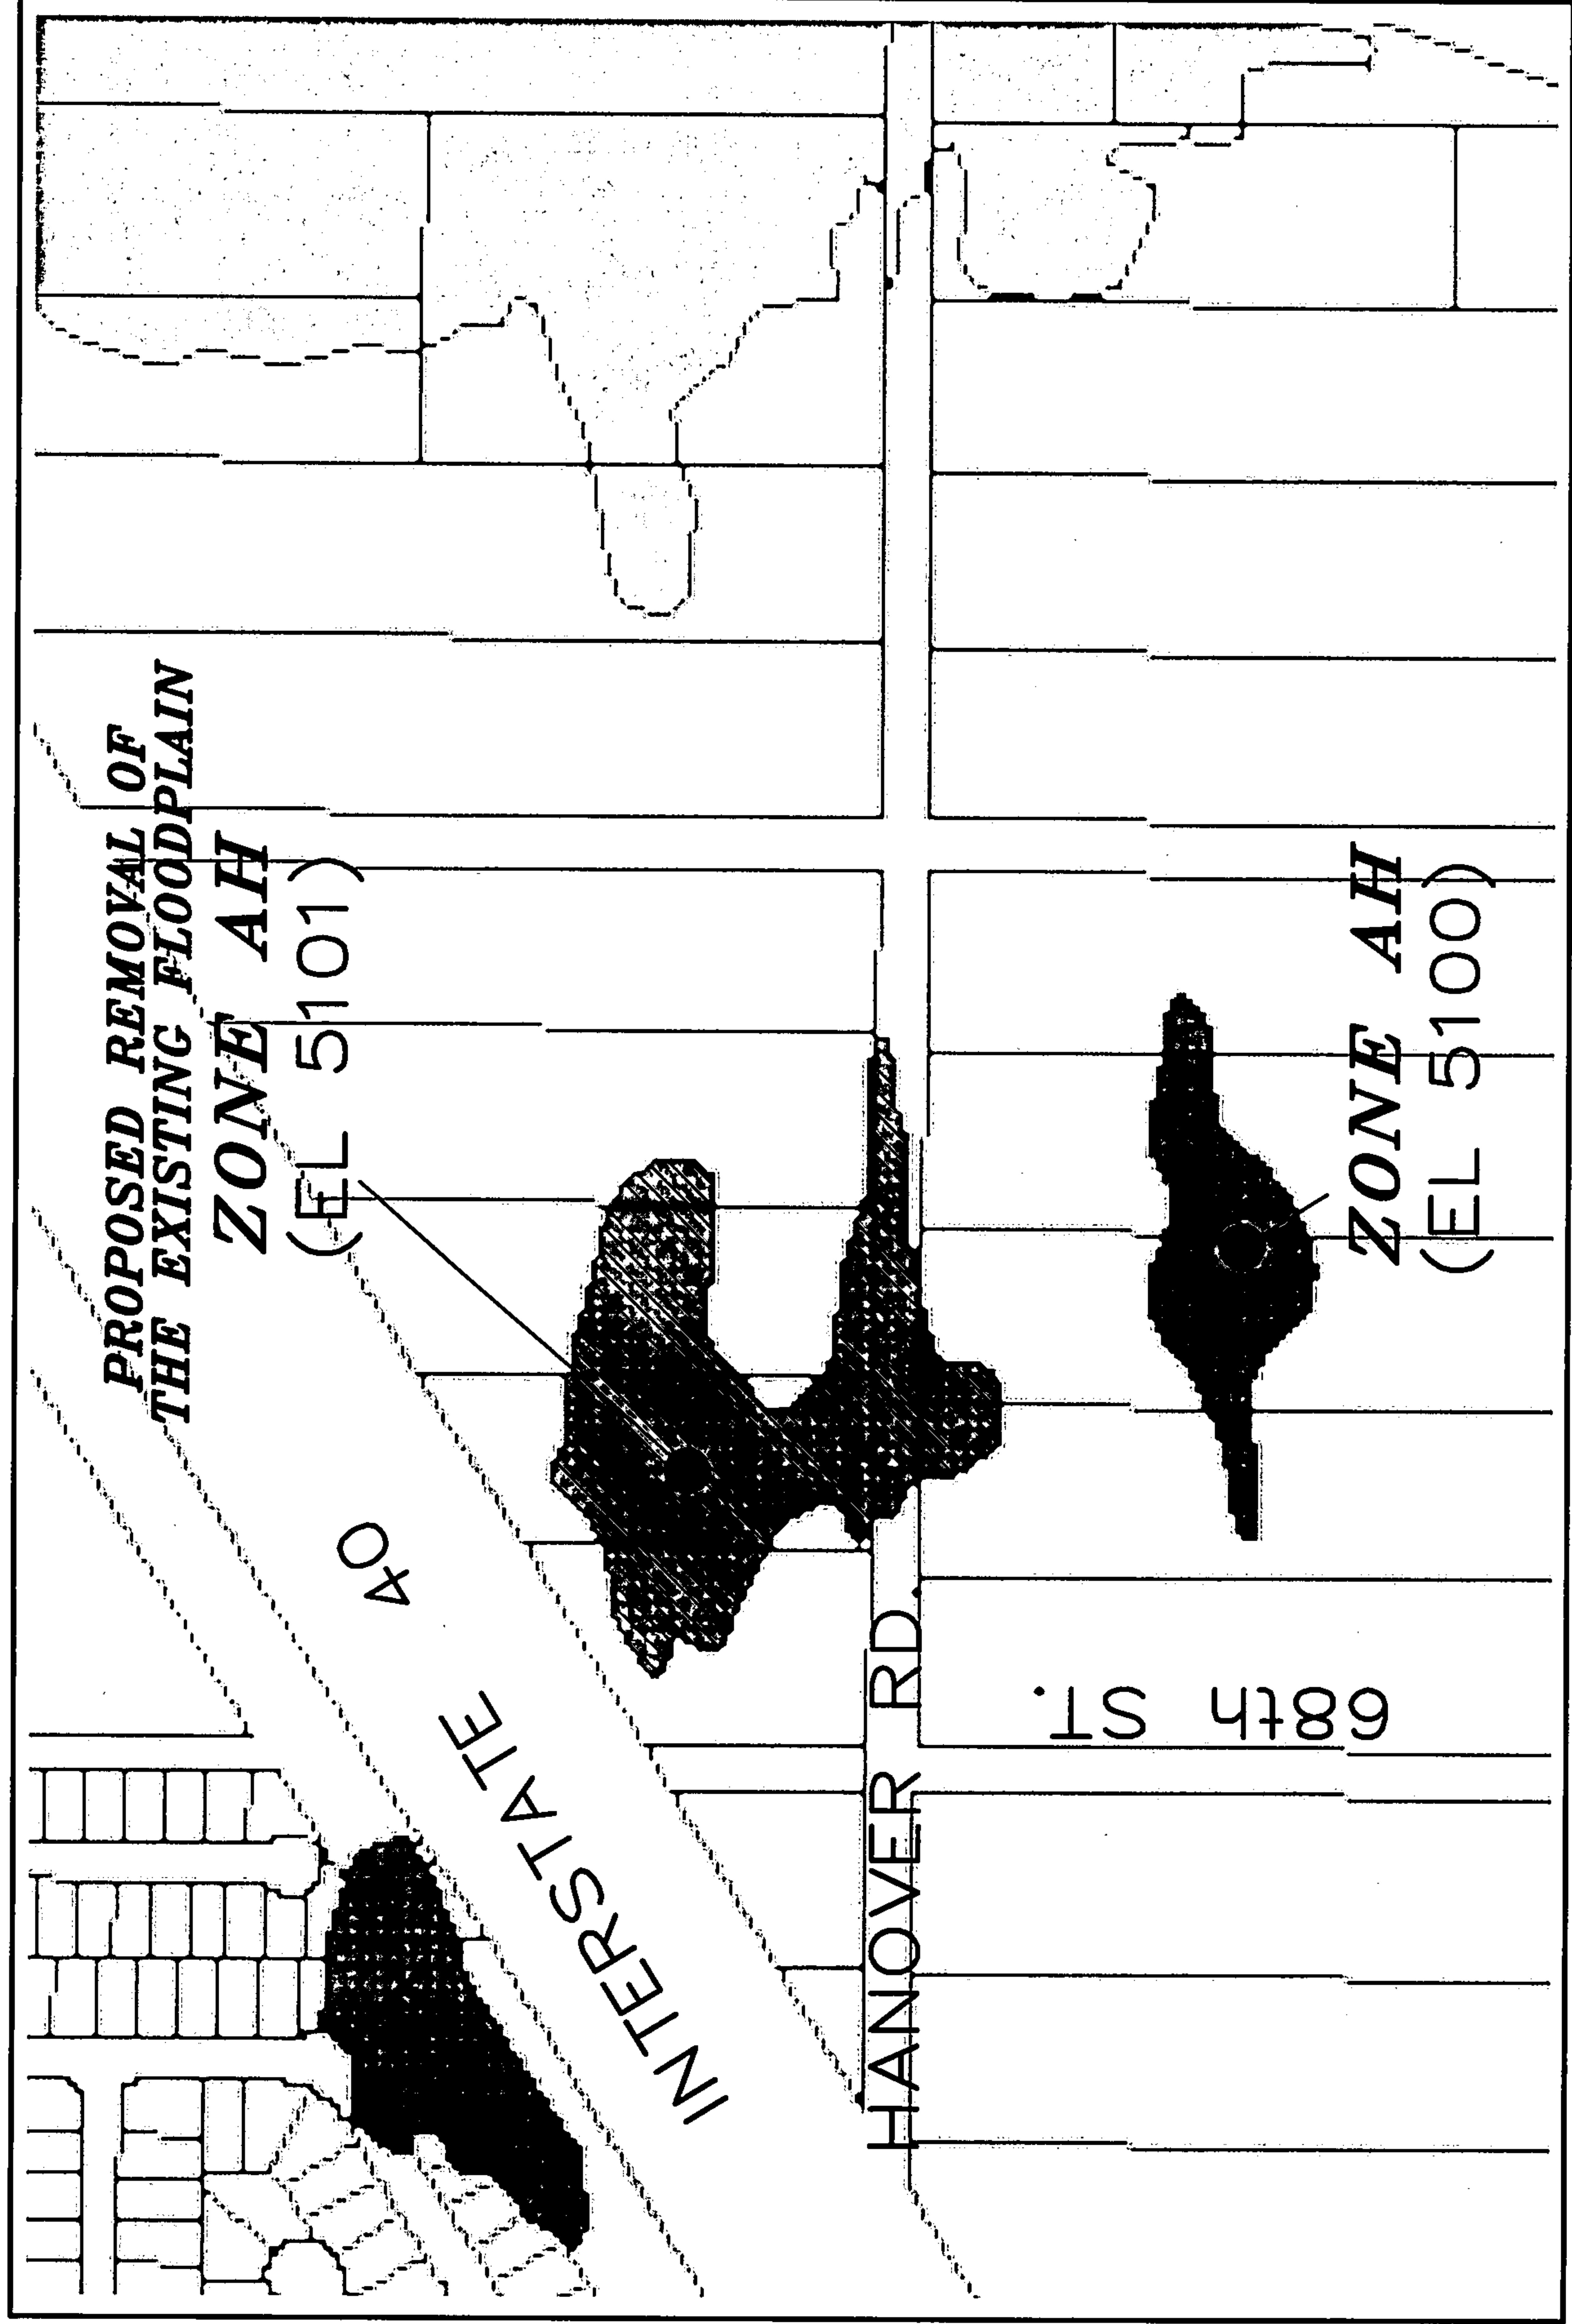 PROPOSED REMOVAL OF
THE EXISTING FLOODPLAIN
ZONE AH
(EL 5101)
INTERSTATE 40
HANOVER RD
68th ST.
ZONE AH
(EL 5100)